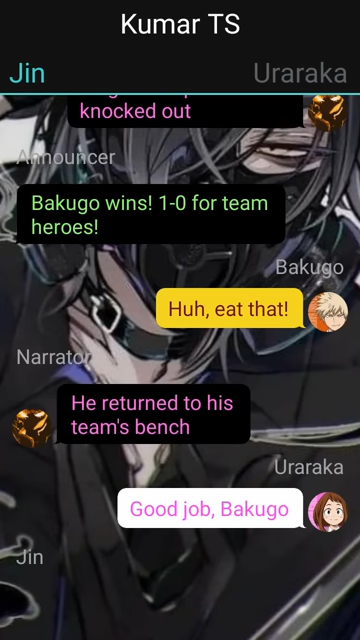 Kumar TS
Jin
Uraraka
knocked out
Announcer
Bakugo wins! 1-0 for team
heroes!
Bakugo
Huh, eat that!
Narrator
He returned to his
team's bench
Uraraka
Good job, Bakugo
Jin